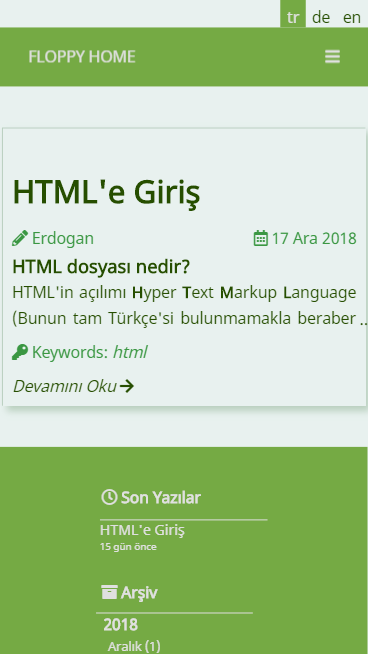 tr de en
FLOPPY HOME
HTML'e Giriş
Erdogan 17 Ara 2018
HTML dosyası nedir?
HTML'in açılımı Hyper Text Markup Language
(Bunun tam Türkçe'si bulunmamakla beraber ..
Keywords: html
Devamını Oku
Son Yazılar
HTML'e Giriş
15 gün önce
Arşiv
2018
Aralık (1)